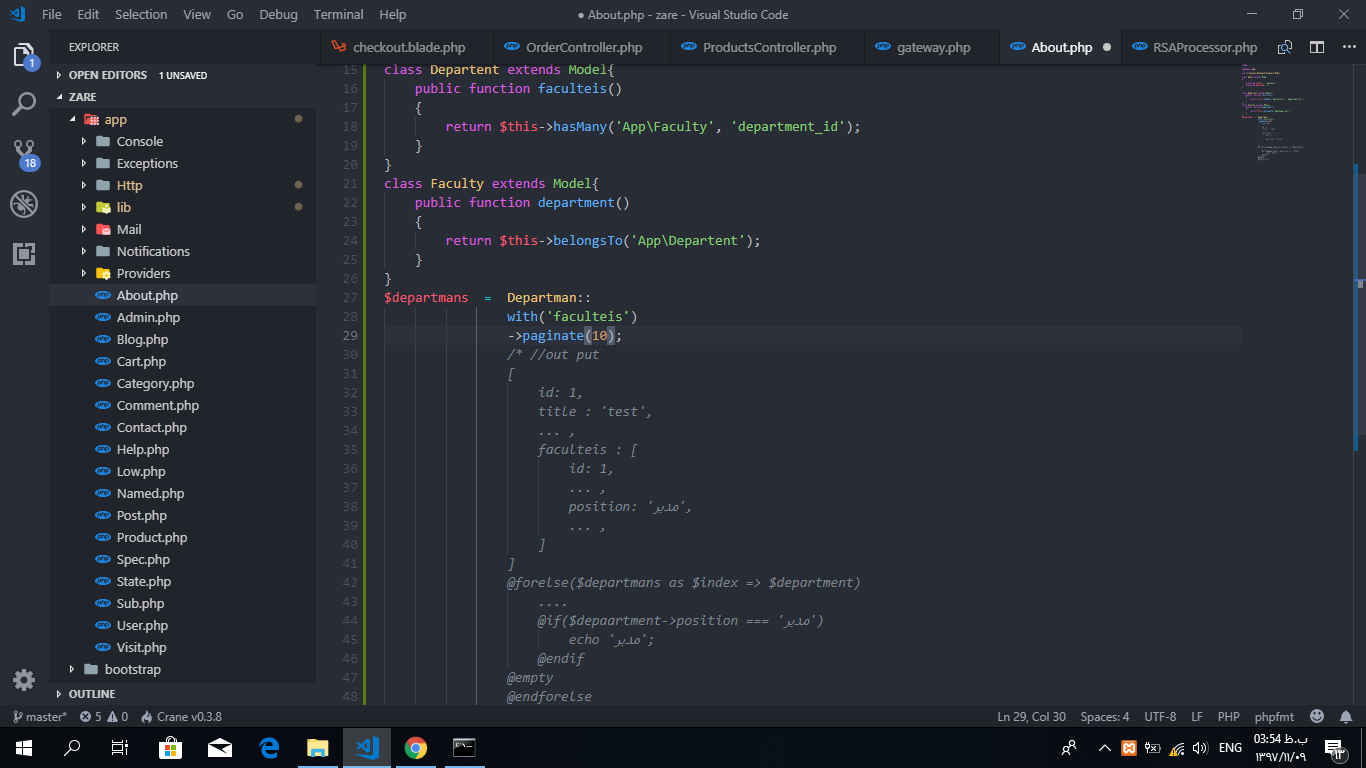 File Edit Selection View Go Debug Terminal Help
● About.php - zare - Visual Studio Code
EXPLORER
checkout.blade.php
OrderController.php
ProductsController.php
gateway.php
About.php
RSAProcessor.php
1
18
OPEN EDITORS 1 UNSAVED
ZARE
app
Console
Exceptions
Http
lib
Mail
Notifications
Providers
About.php
Admin.php
Blog.php
Cart.php
Category.php
Comment.php
Contact.php
Help.php
Low.php
Named.php
Post.php
Product.php
Spec.php
State.php
Sub.php
User.php
Visit.php
bootstrap
OUTLINE
15 class Departent extends Model{
16 public function faculteis()
17 {
18 return $this->hasMany('App\Faculty', 'department_id');
19 }
20 }
21 class Faculty extends Model{
22 public function department()
23 {
24 return $this->belongsTo('App\Departent');
25 }
26 }
27 $departmans = Departman::
28 with('faculteis')
29 ->paginate(10);
30 /* //out put
31 [
32 id: 1,
33 title : 'test',
34 ... ,
35 faculteis : [
36 id: 1,
37 ... ,
38 position: 'مدیر',
39 ... ,
40 ]
41 ]
42 @forelse($departmans as $index => $department)
43 ....
44 @if($depaartment->position === 'مدیر')
45 echo 'مدیر';
46 @endif
47 @empty
48 @endforelse
master* 5 0 Crane v0.3.8
Ln 29, Col 30 Spaces: 4 UTF-8 LF PHP phpfmt
ENG
03:54 ب.ظ
۱۳۹۷/۱۱/۰۹
۱۳